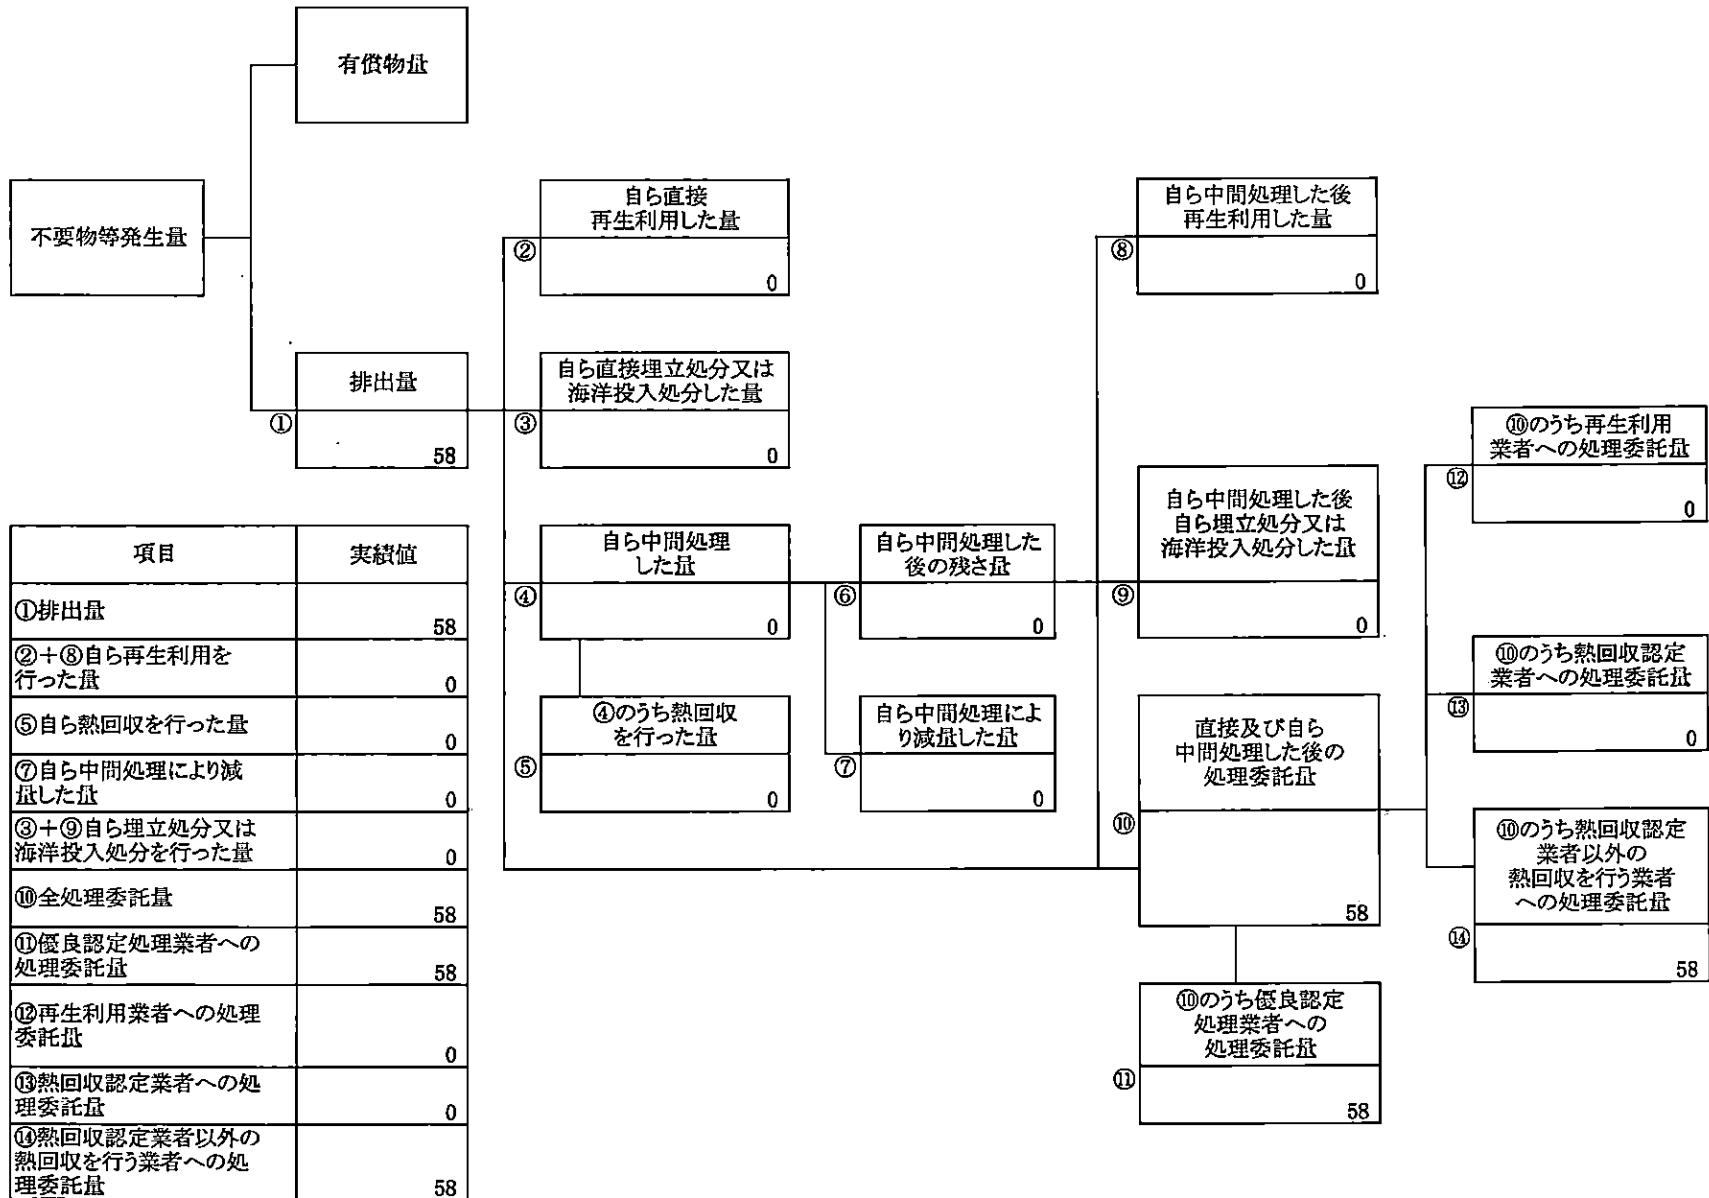 有償物量
不要物等発生量
排出量
①
58
自ら直接
再生利用した量
②
0
自ら直接埋立処分又は
海洋投入処分した量
③
0
自ら中間処理
した量
④
0
④のうち熱回収
を行った量
⑤
0
自ら中間処理した
後の残さ量
⑥
0
自ら中間処理によ
り減量した量
⑦
0
自ら中間処理した後
再生利用した量
⑧
0
自ら中間処理した後
自ら埋立処分又は
海洋投入処分した量
⑨
0
直接及び自ら
中間処理した後の
処理委託量
⑩
58
⑩のうち優良認定
処理業者への
処理委託量
⑪
58
⑩のうち再生利用
業者への処理委託量
⑫
0
⑩のうち熱回収認定
業者への処理委託量
⑬
0
⑩のうち熱回収認定
業者以外の
熱回収を行う業者
への処理委託量
⑭
58
項目 実績値
①排出量
58
②+⑧自ら再生利用を
行った量 0
⑤自ら熱回収を行った量
0
⑦自ら中間処理により減
量した量 0
③+⑨自ら埋立処分又は
海洋投入処分を行った量 0
⑩全処理委託量
58
⑪優良認定処理業者への
処理委託量 58
⑫再生利用業者への処理
委託量
0
⑬熱回収認定業者への処
理委託量 0
⑭熱回収認定業者以外の
熱回収を行う業者への処
理委託量 58